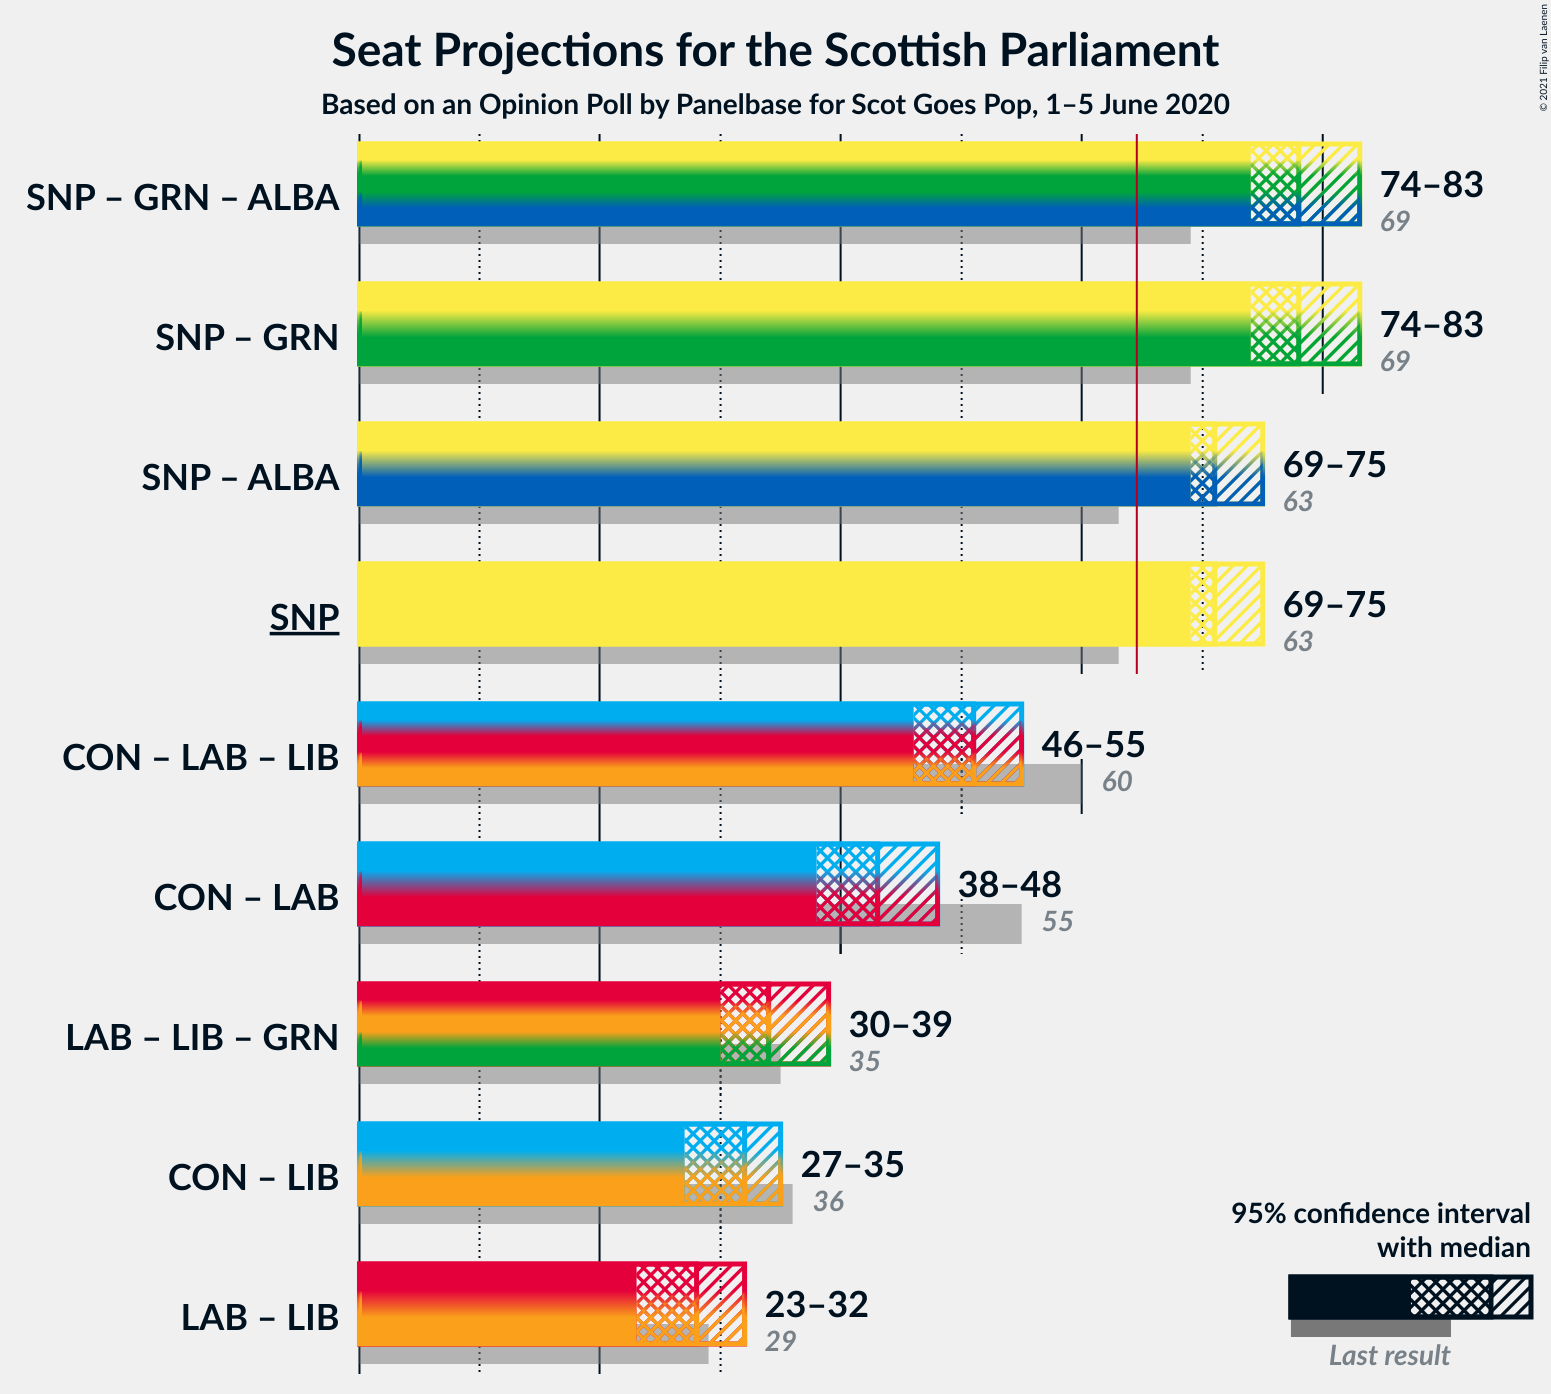 Seat Projections for the Scottish Parliament
Based on an Opinion Poll by Panelbase for Scot Goes Pop, 1–5 June 2020
© 2021 Filip van Laenen
SNP – GRN – ALBA
74–83
69
SNP – GRN
74–83
69
SNP – ALBA
69–75
63
SNP
69–75
63
CON – LAB – LIB
46–55
60
CON – LAB
38–48
55
LAB – LIB – GRN
30–39
35
CON – LIB
27–35
36
LAB – LIB
23–32
29
95% confidence interval
with median
Last result